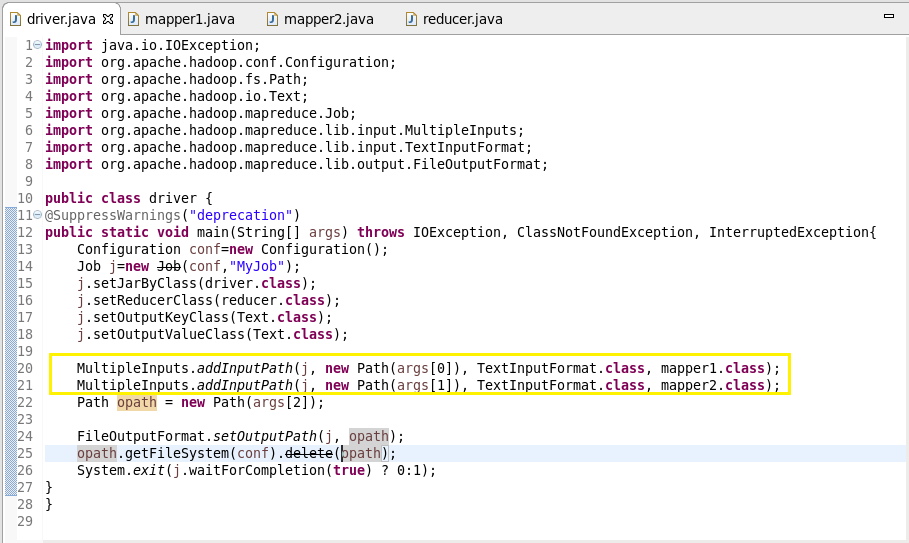 driver.java mapper1.java mapper2.java reducer.java
1 import java.io.IOException;
2 import org.apache.hadoop.conf.Configuration;
3 import org.apache.hadoop.fs.Path;
4 import org.apache.hadoop.io.Text;
5 import org.apache.hadoop.mapreduce.Job;
6 import org.apache.hadoop.mapreduce.lib.input.MultipleInputs;
7 import org.apache.hadoop.mapreduce.lib.input.TextInputFormat;
8 import org.apache.hadoop.mapreduce.lib.output.FileOutputFormat;
9
10 public class driver {
11 @SuppressWarnings("deprecation")
12 public static void main(String[] args) throws IOException, ClassNotFoundException, InterruptedException{
13     Configuration conf=new Configuration();
14     Job j=new Job(conf,"MyJob");
15     j.setJarByClass(driver.class);
16     j.setReducerClass(reducer.class);
17     j.setOutputKeyClass(Text.class);
18     j.setOutputValueClass(Text.class);
19
20     MultipleInputs.addInputPath(j, new Path(args[0]), TextInputFormat.class, mapper1.class);
21     MultipleInputs.addInputPath(j, new Path(args[1]), TextInputFormat.class, mapper2.class);
22     Path opath = new Path(args[2]);
23
24     FileOutputFormat.setOutputPath(j, opath);
25     opath.getFileSystem(conf).delete(opath);
26     System.exit(j.waitForCompletion(true) ? 0:1);
27 }
28 }
29